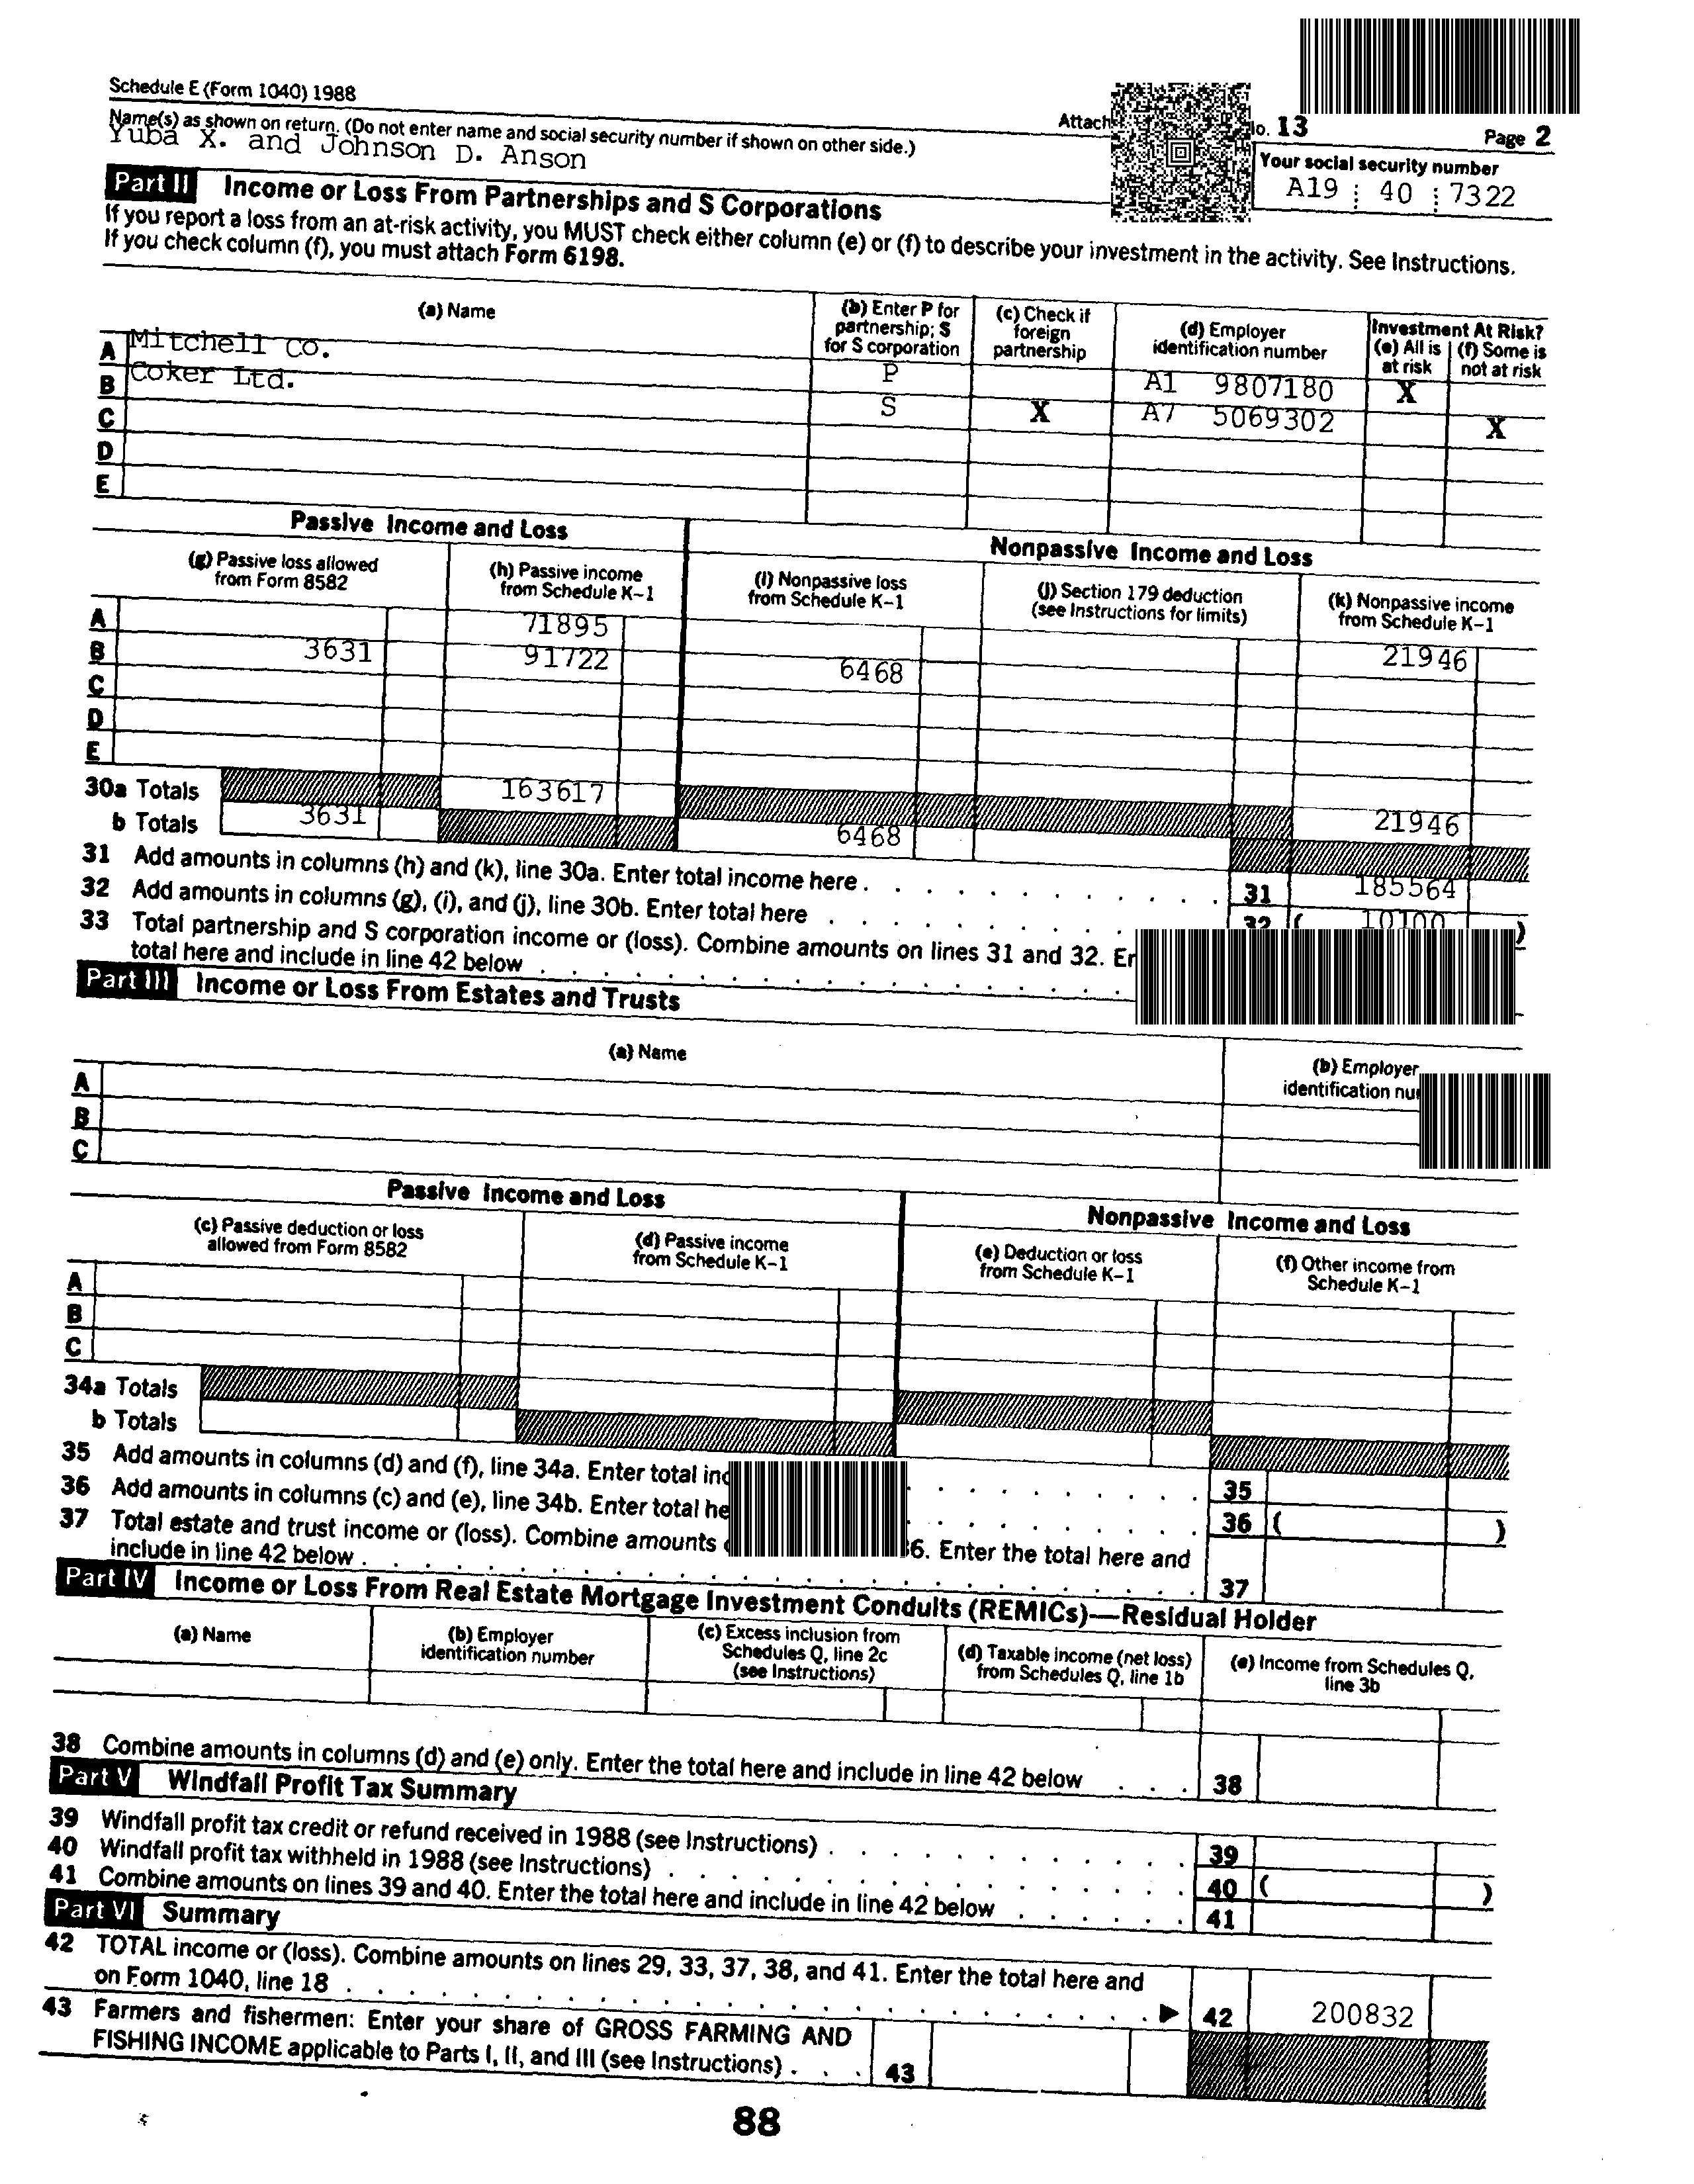 Schedule E (Form 1040) 1988
Attach
13
Page 2
Name(s) as shown on return. (Do not enter name and social security number if shown on other side.)
Yuba X. and Johnson D. Anson
Your social security number
A19 40 7322
Part II Income or Loss From Partnerships and S Corporations
If you report a loss from an at-risk activity, you MUST check either column (e) or (f) to describe your investment in the activity. See Instructions.
If you check column (f), you must attach Form 6198.
(a) Name
(b) Enter P for partnership; S for S corporation
(c) Check if foreign partnership
(d) Employer identification number
Investment At Risk?
(e) All is at risk
(f) Some is not at risk
A Mitchell Co. P A1 9807180 X
B Coker Ltd. S X A7 5069302 X
C
D
E
Passive Income and Loss
Nonpassive Income and Loss
(g) Passive loss allowed from Form 8582
(h) Passive income from Schedule K-1
(i) Nonpassive loss from Schedule K-1
(j) Section 179 deduction (see Instructions for limits)
(k) Nonpassive income from Schedule K-1
A 71895 21946
B 3631 91722 6468
C
D
E
30a Totals 163617 21946
b Totals 3631 6468
31 Add amounts in columns (h) and (k), line 30a. Enter total income here . 31 185564
32 Add amounts in columns (g), (i), and (j), line 30b. Enter total here . 32 ( 10100 )
33 Total partnership and S corporation income or (loss). Combine amounts on lines 31 and 32.
total here and include in line 42 below
Part III Income or Loss From Estates and Trusts
(a) Name
(b) Employer
identification
A
B
C
Passive Income and Loss
Nonpassive Income and Loss
(c) Passive deduction or loss allowed from Form 8582
(d) Passive income from Schedule K-1
(e) Deduction or loss from Schedule K-1
(f) Other income from Schedule K-1
A
B
C
34a Totals
b Totals
35 Add amounts in columns (d) and (f), line 34a. Enter total 35
36 Add amounts in columns (c) and (e), line 34b. Enter total 36 ( )
37 Total estate and trust income or (loss). Combine amounts 6. Enter the total here and
include in line 42 below . 37
Part IV Income or Loss From Real Estate Mortgage Investment Conduits (REMICs)—Residual Holder
(a) Name
(b) Employer identification number
(c) Excess inclusion from Schedules Q, line 2c (see Instructions)
(d) Taxable income (net loss) from Schedules Q, line 1b
(e) Income from Schedules Q, line 3b
38 Combine amounts in columns (d) and (e) only. Enter the total here and include in line 42 below . . . 38
Part V Windfall Profit Tax Summary
39 Windfall profit tax credit or refund received in 1988 (see Instructions) . 39
40 Windfall profit tax withheld in 1988 (see Instructions) . 40 ( )
41 Combine amounts on lines 39 and 40. Enter the total here and include in line 42 below . 41
Part VI Summary
42 TOTAL income or (loss). Combine amounts on lines 29, 33, 37, 38, and 41. Enter the total here and
on Form 1040, line 18 . ▶ 42 200832
43 Farmers and fishermen: Enter your share of GROSS FARMING AND
FISHING INCOME applicable to Parts I, II, and III (see Instructions) . . . 43
88